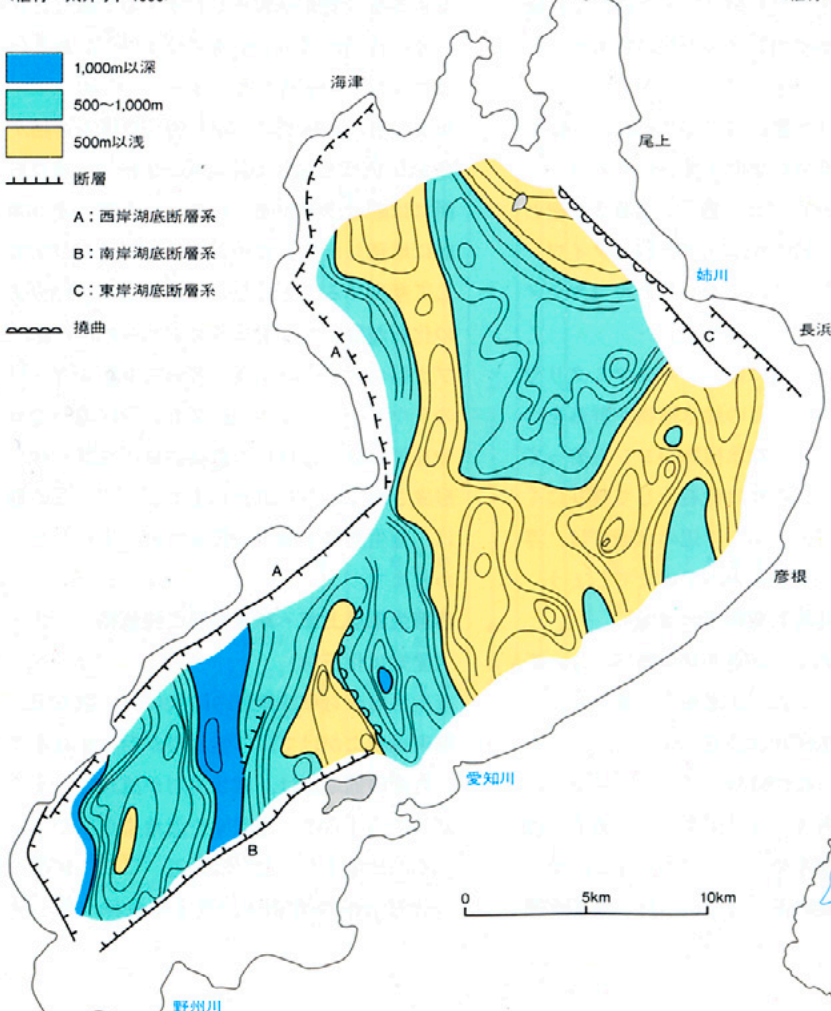 1,000m以深
500〜1,000m
500m以浅
断層
A：西岸湖底断層系
B：南岸湖底断層系
C：東岸湖底断層系
撓曲
海津
尾上
姉川
長浜
C
A
A
彦根
愛知川
B
0 5km 10km
野州川